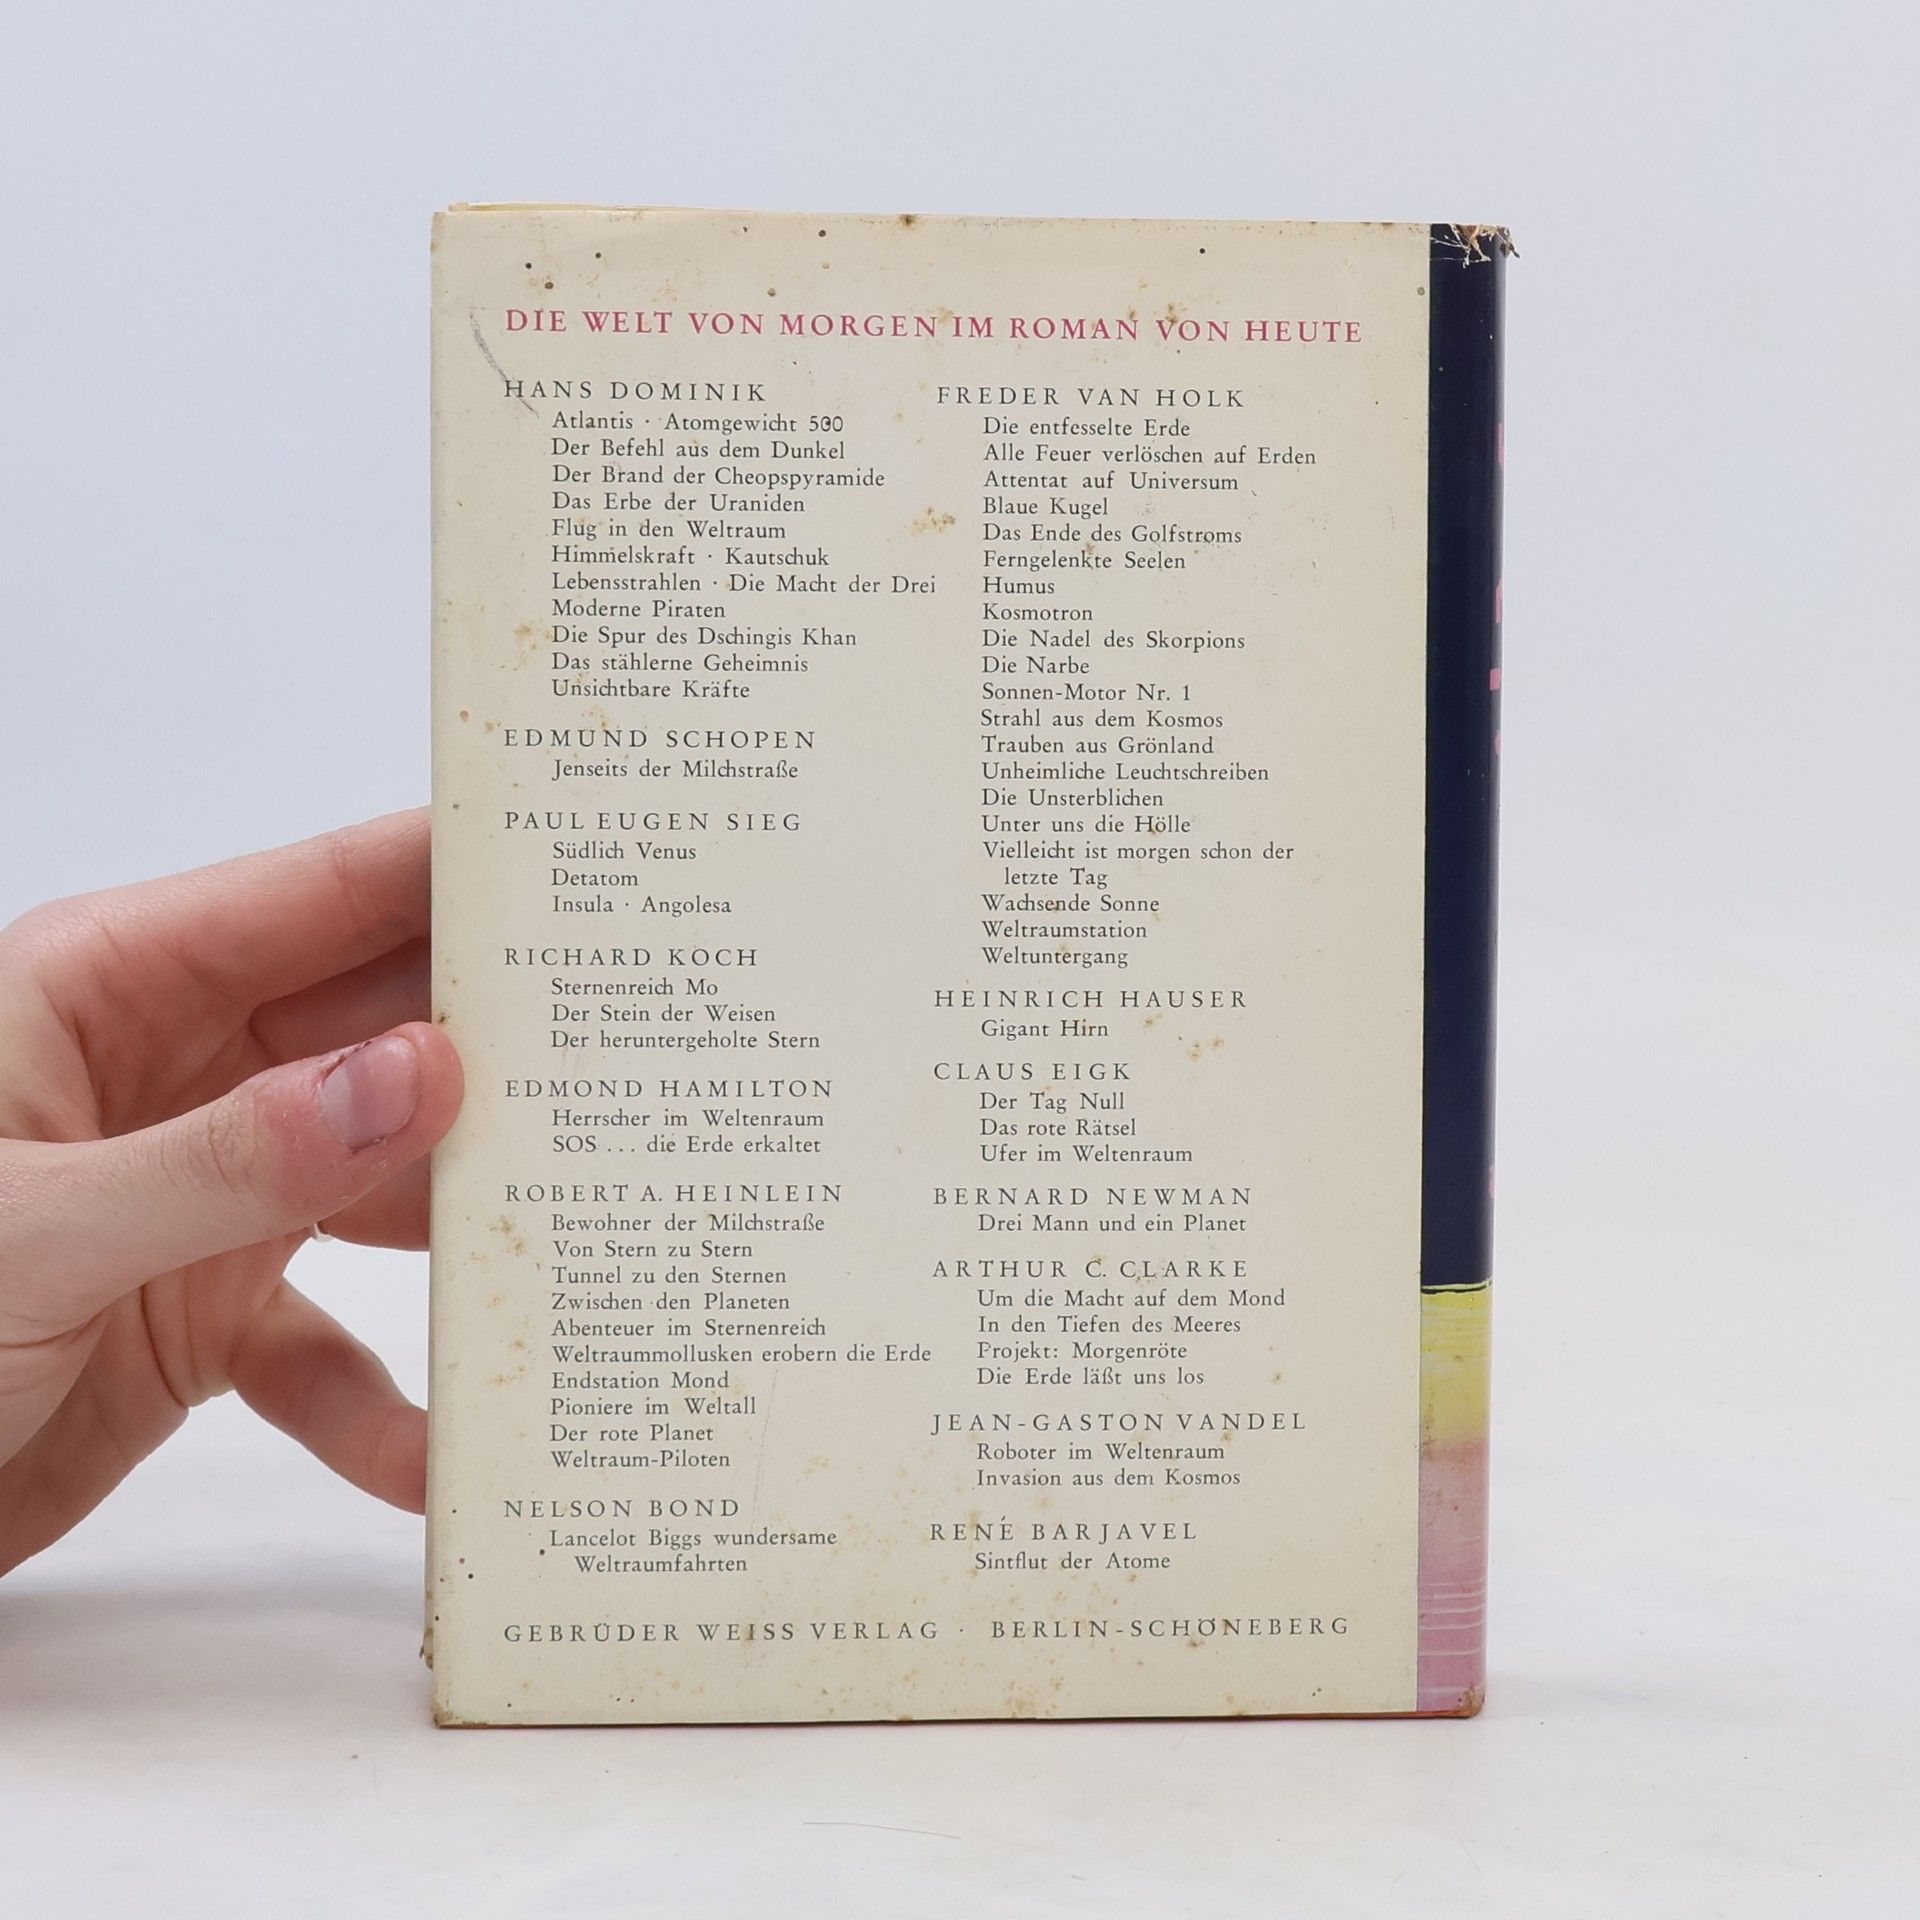 DIE WELT VON MORGEN IM ROMAN VON HEUTE
HANS DOMINIK
Atlantis · Atomgewicht 500
Der Befehl aus dem Dunkel
Der Brand der Cheopspyramide
Das Erbe der Uraniden
Flug in den Weltraum
Himmelskraft · Kautschuk
Lebensstrahlen · Die Macht der Drei
Moderne Piraten
Die Spur des Dschingis Khan
Das stählerne Geheimnis
Unsichtbare Kräfte
EDMUND SCHOPEN
Jenseits der Milchstraße
PAUL EUGEN SIEG
Südlich Venus
Detatom
Insula · Angolesa
RICHARD KOCH
Sternenreich Mo
Der Stein der Weisen
Der heruntergeholte Stern
EDMOND HAMILTON
Herrscher im Weltenraum
SOS ... die Erde erkaltet
ROBERT A. HEINLEIN
Bewohner der Milchstraße
Von Stern zu Stern
Tunnel zu den Sternen
Zwischen den Planeten
Abenteuer im Sternenreich
Weltraummollusken erobern die Erde
Endstation Mond
Pioniere im Weltall
Der rote Planet
Weltraum-Piloten
NELSON BOND
Lancelot Biggs wundersame
Weltraumfahrten
FREDER VAN HOLK
Die entfesselte Erde
Alle Feuer verlöschen auf Erden
Attentat auf Universum
Blaue Kugel
Das Ende des Golfstroms
Ferngelenkte Seelen
Humus
Kosmotron
Die Nadel des Skorpions
Die Narbe
Sonnen-Motor Nr. 1
Strahl aus dem Kosmos
Trauben aus Grönland
Unheimliche Leuchtschreiben
Die Unsterblichen
Unter uns die Hölle
Vielleicht ist morgen schon der
letzte Tag
Wachsende Sonne
Weltraumstation
Weltuntergang
HEINRICH HAUSER
Gigant Hirn
CLAUS EIGK
Der Tag Null
Das rote Rätsel
Ufer im Weltenraum
BERNARD NEWMAN
Drei Mann und ein Planet
ARTHUR C. CLARKE
Um die Macht auf dem Mond
In den Tiefen des Meeres
Projekt: Morgenröte
Die Erde läßt uns los
JEAN-GASTON VANDEL
Roboter im Weltenraum
Invasion aus dem Kosmos
RENÉ BARJAVEL
Sintflut der Atome
GEBRÜDER WEISS VERLAG · BERLIN-SCHÖNEBERG